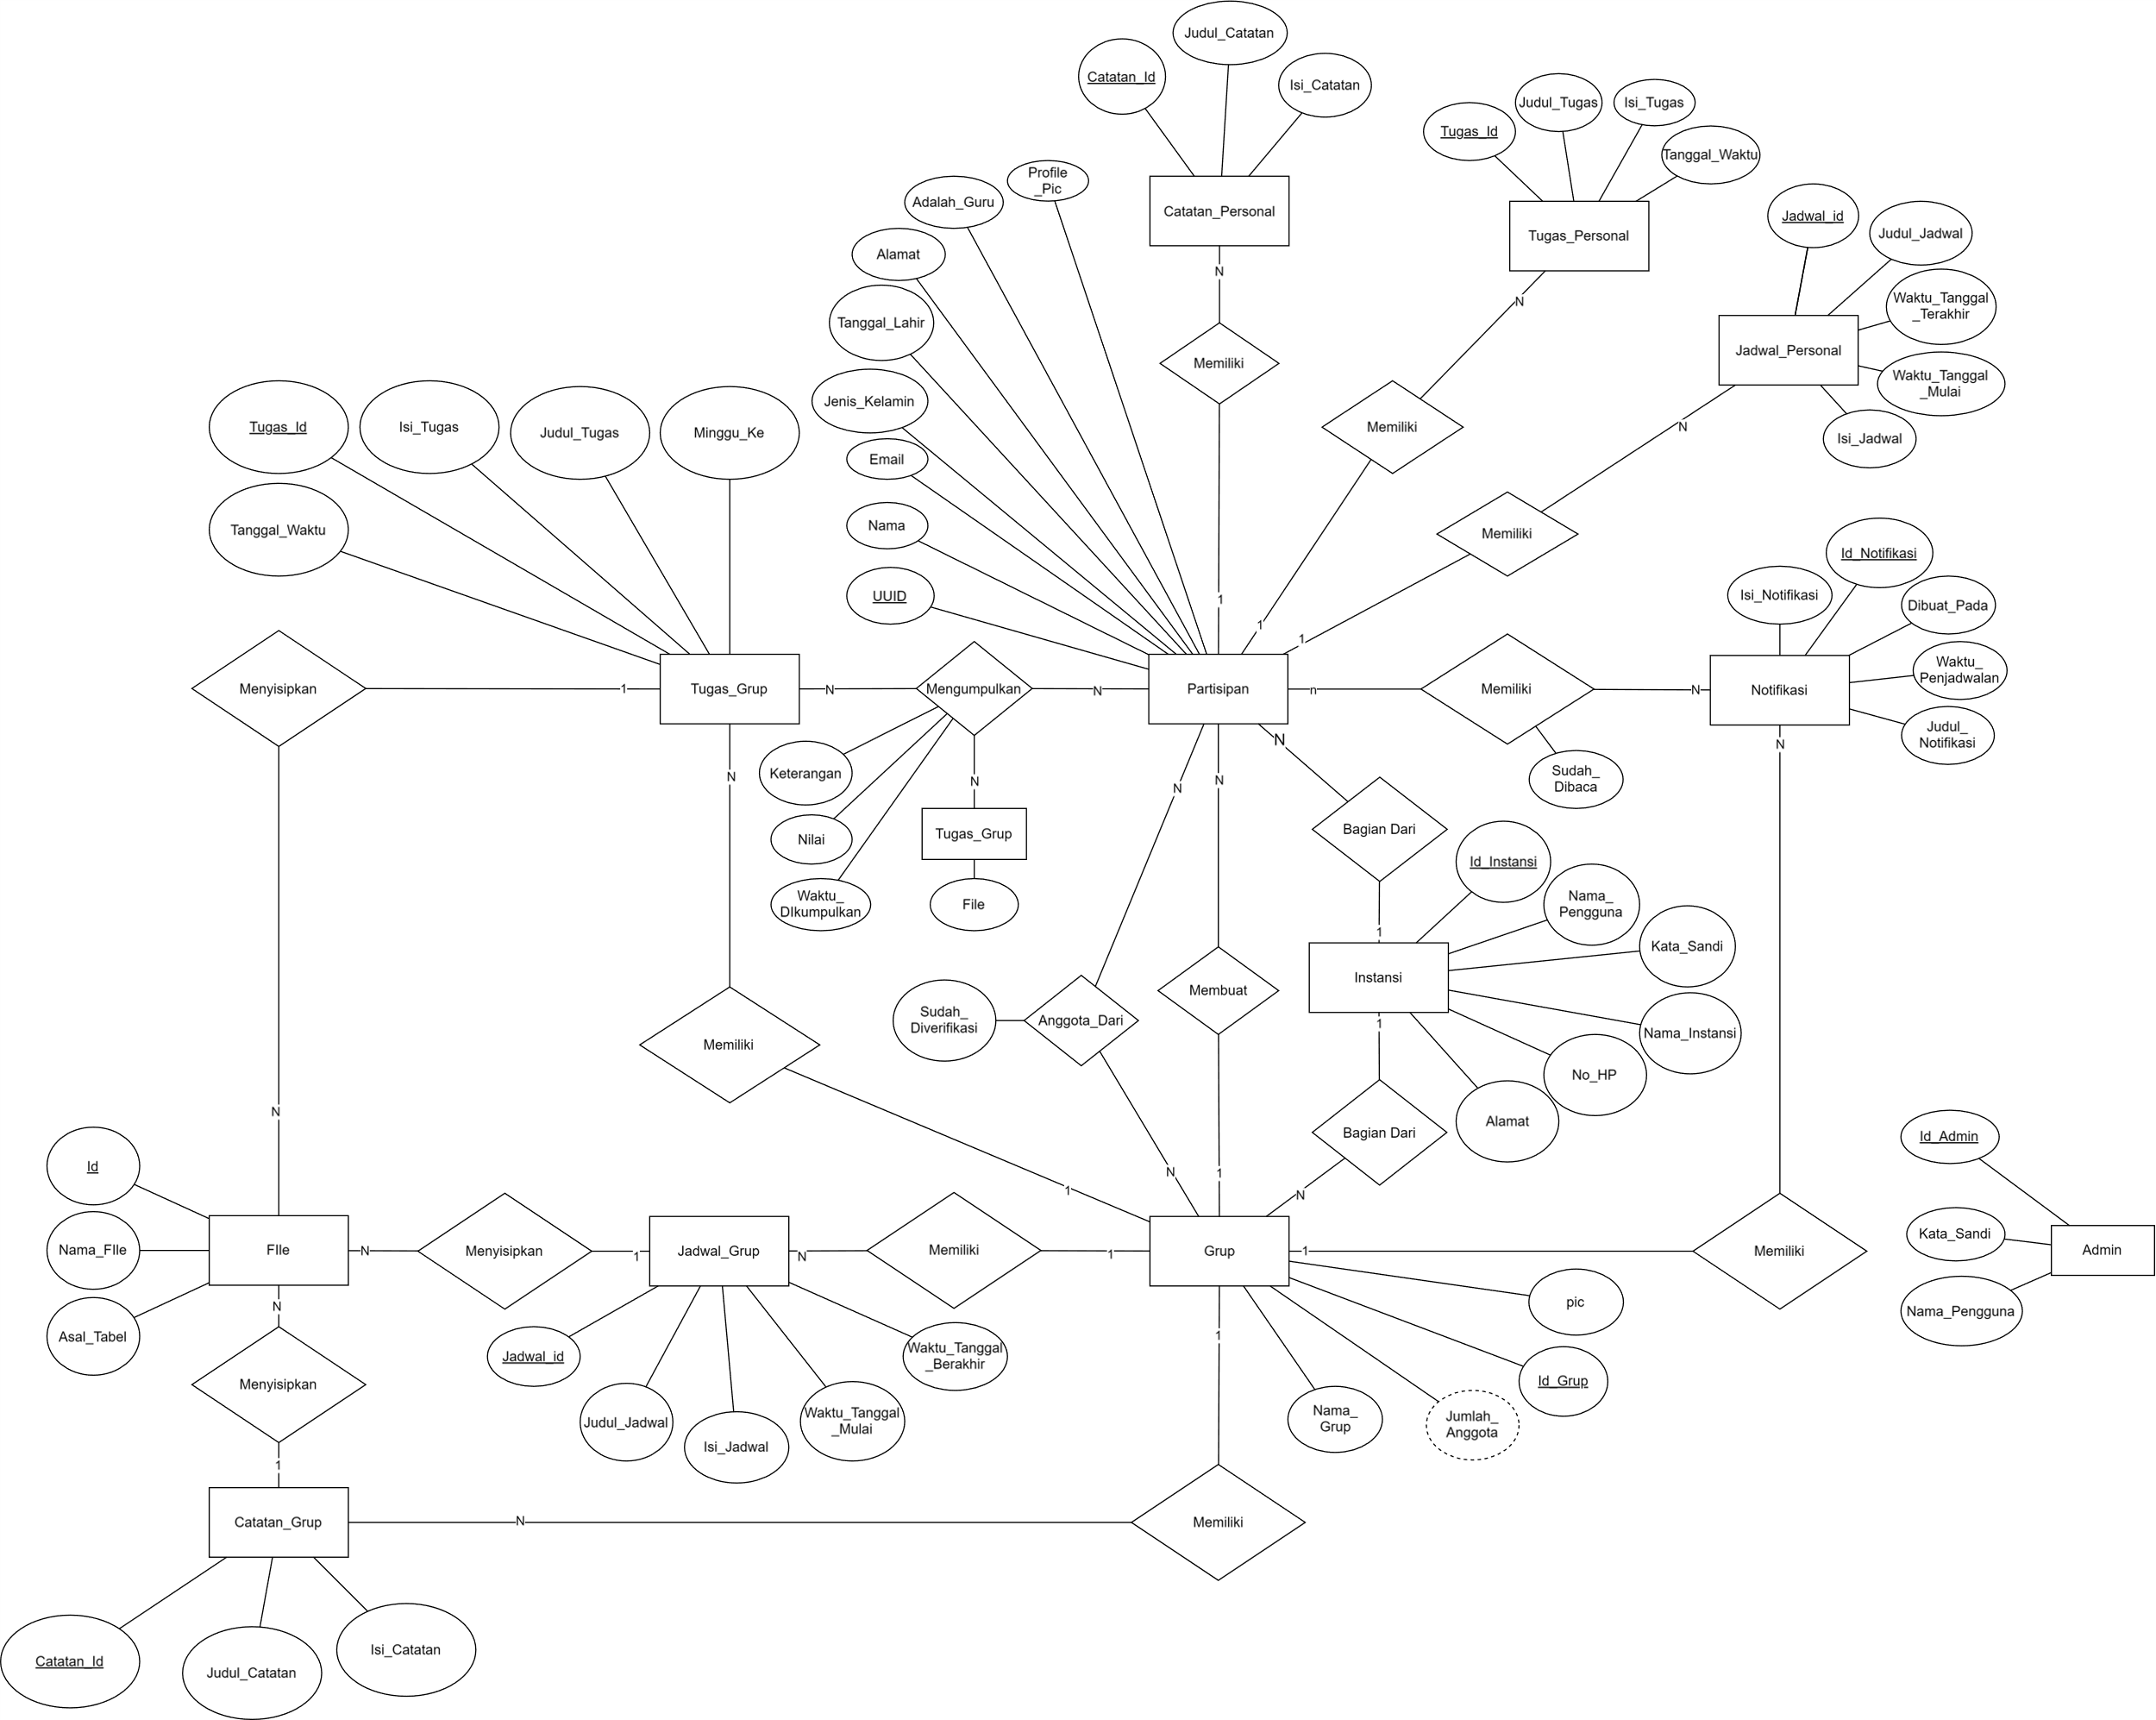 Judul_Catatan
Catatan_Id
Isi_Catatan
Judul_Tugas
Isi_Tugas
Tugas_Id
Tanggal_Waktu
Profile
_Pic
Adalah_Guru
Catatan_Personal
Tugas_Personal
Jadwal_id
Judul_Jadwal
Alamat
N
Waktu_Tanggal
_Terakhir
N
Tanggal_Lahir
Jadwal_Personal
Memiliki
Waktu_Tanggal
_Mulai
Jenis_Kelamin
Tugas_Id
Isi_Tugas
Judul_Tugas
Minggu_Ke
Memiliki
N
Isi_Jadwal
Email
Nama
Tanggal_Waktu
Memiliki
Id_Notifikasi
UUID
Isi_Notifikasi
Dibuat_Pada
1
1
1
Waktu_
Penjadwalan
Menyisipkan
1
Tugas_Grup
N
Mengumpulkan
N
Partisipan
n
Memiliki
N
Notifikasi
Judul_
Notifikasi
N
N
Keterangan
N
N
N
N
Sudah_
Dibaca
Nilai
Tugas_Grup
Bagian Dari
Id_Instansi
Waktu_
DIkumpulkan
File
Nama_
Pengguna
1
Kata_Sandi
Instansi
Membuat
Sudah_
Diverifikasi
Anggota_Dari
1
Nama_Instansi
Memiliki
No_HP
N
Alamat
Bagian Dari
Id_Admin
Id
1
N
1
N
Kata_Sandi
Nama_FIle
FIle
N
Menyisipkan
1
Jadwal_Grup
N
Memiliki
1
Grup
1
Memiliki
Admin
N
pic
Nama_Pengguna
Asal_Tabel
1
Jadwal_id
Waktu_Tanggal
_Berakhir
Menyisipkan
Id_Grup
Judul_Jadwal
Isi_Jadwal
Waktu_Tanggal
_Mulai
Nama_
Grup
Jumlah_
Anggota
1
Catatan_Grup
N
Memiliki
Catatan_Id
Judul_Catatan
Isi_Catatan